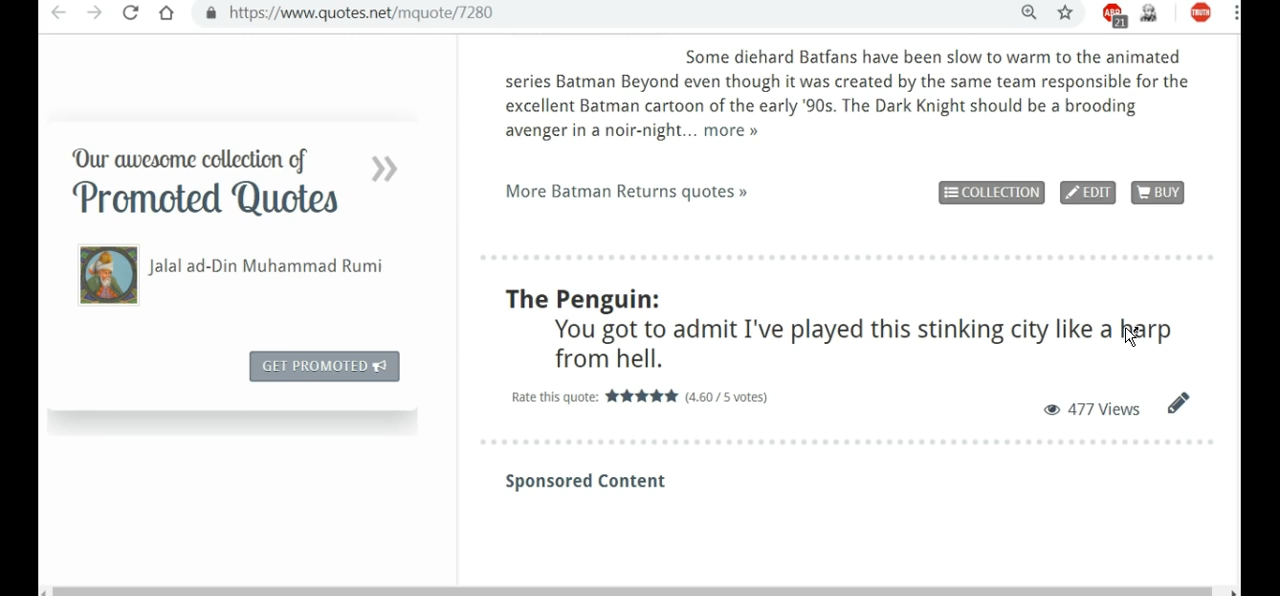 https://www.quotes.net/mquote/7280
ABP
21
TRUTH
Some diehard Batfans have been slow to warm to the animated
series Batman Beyond even though it was created by the same team responsible for the
excellent Batman cartoon of the early '90s. The Dark Knight should be a brooding
avenger in a noir-night… more »
Our awesome collection of
Promoted Quotes
»
Jalal ad-Din Muhammad Rumi
GET PROMOTED
More Batman Returns quotes »
COLLECTION
EDIT
BUY
The Penguin:
You got to admit I've played this stinking city like a harp
from hell.
Rate this quote: (4.60 / 5 votes)
477 Views
Sponsored Content